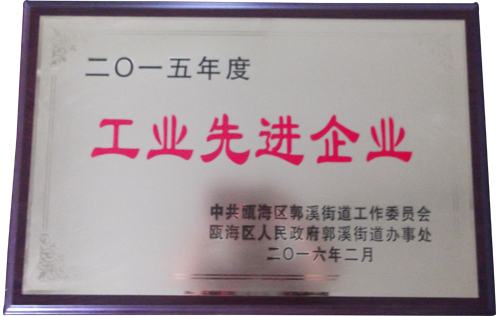 二〇一五年度
工业先进企业
中共瓯海区郭溪街道工作委员会
瓯海区人民政府郭溪街道办事处
二〇一六年二月